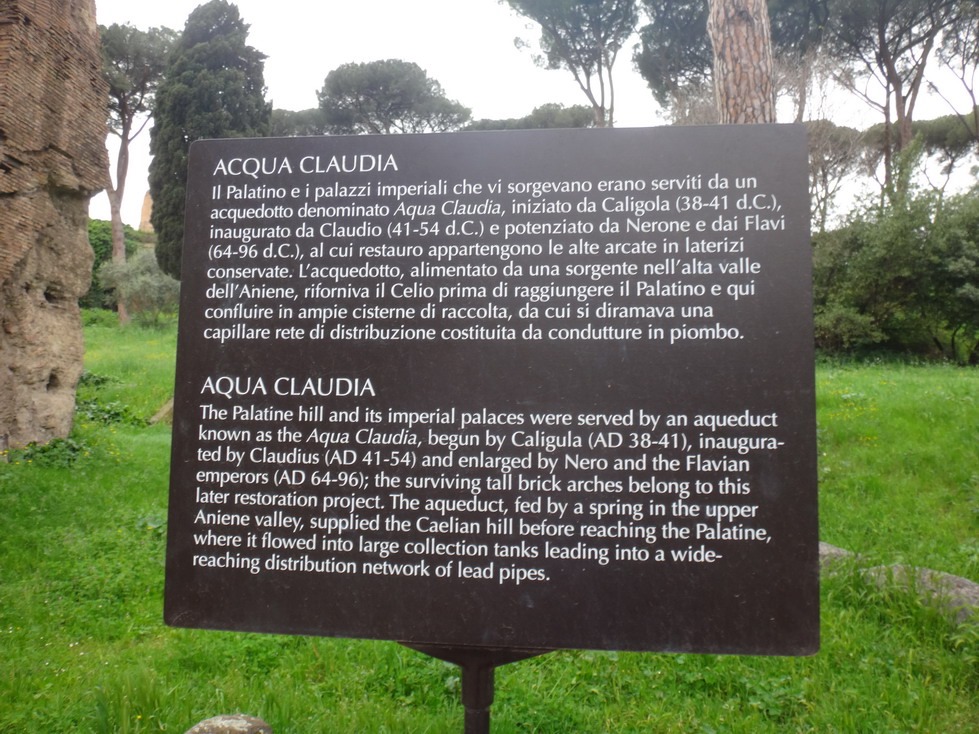 ACQUA CLAUDIA
Il Palatino e i palazzi imperiali che vi sorgevano erano serviti da un
acquedotto denominato Aqua Claudia, iniziato da Caligola (38-41 d.C.),
inaugurato da Claudio (41-54 d.C.) e potenziato da Nerone e dai Flavi
(64-96 d.C.), al cui restauro appartengono le alte arcate in laterizi
conservate. L'acquedotto, alimentato da una sorgente nell'alta valle
dell'Aniene, riforniva il Celio prima di raggiungere il Palatino e qui
confluire in ampie cisterne di raccolta, da cui si diramava una
capillare rete di distribuzione costituita da condutture in piombo.
AQUA CLAUDIA
The Palatine hill and its imperial palaces were served by an aqueduct
known as the Aqua Claudia, begun by Caligula (AD 38-41), inaugura-
ted by Claudius (AD 41-54) and enlarged by Nero and the Flavian
emperors (AD 64-96); the surviving tall brick arches belong to this
later restoration project. The aqueduct, fed by a spring in the upper
Aniene valley, supplied the Caelian hill before reaching the Palatine,
where it flowed into large collection tanks leading into a wide-
reaching distribution network of lead pipes.